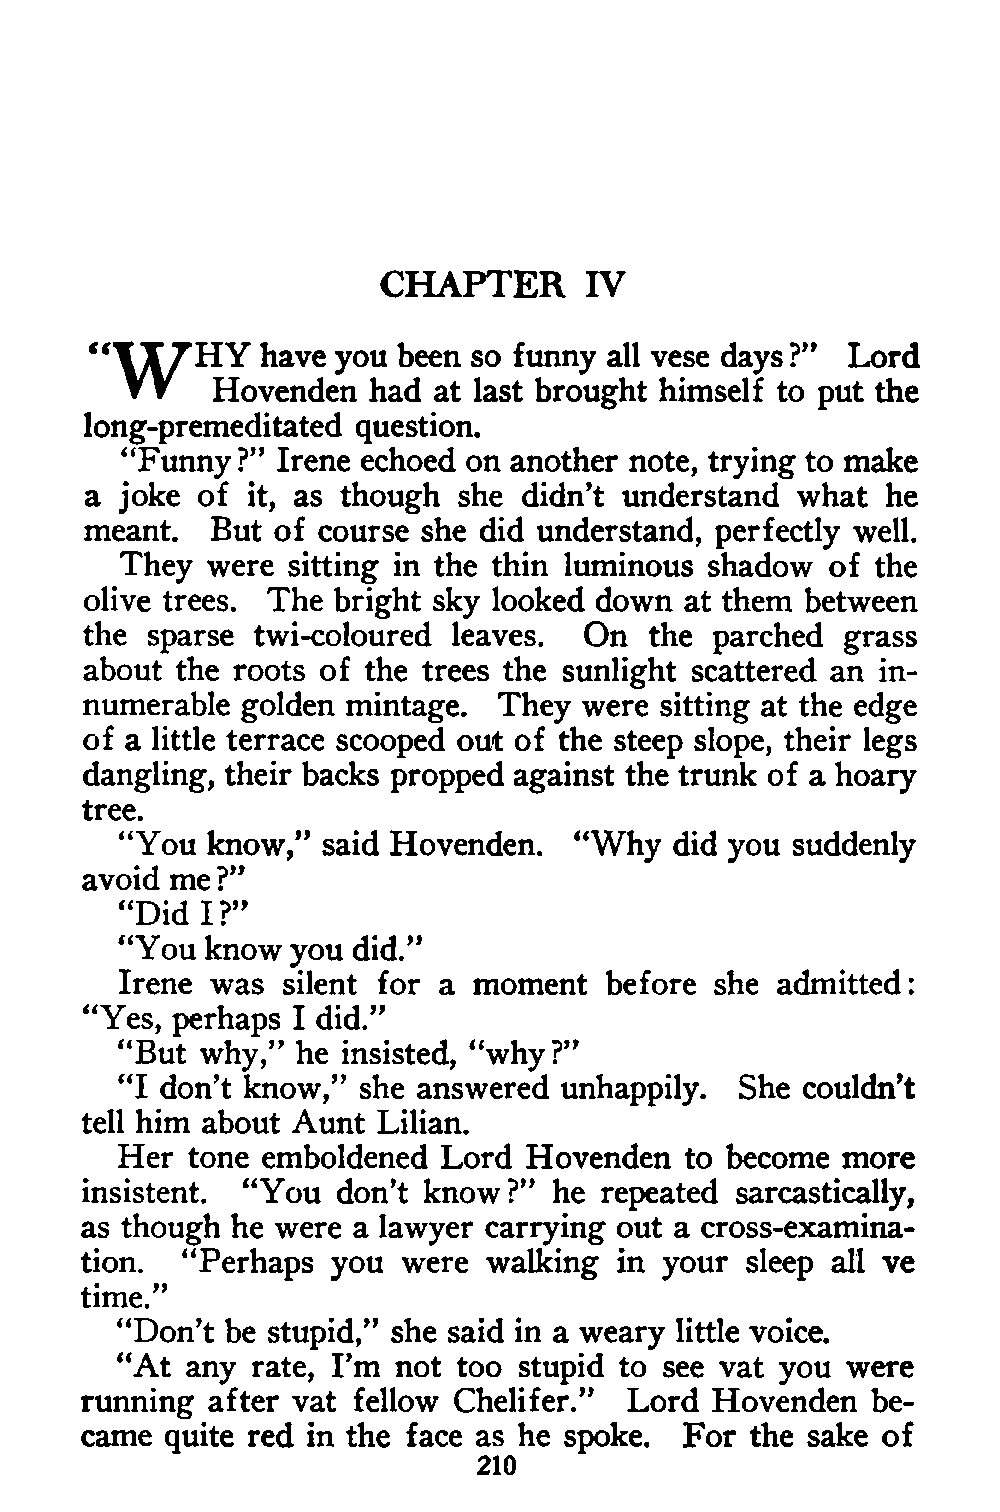 CHAPTER IV
“WHY have you been so funny all vese days?” Lord
Hovenden had at last brought himself to put the
long-premeditated question.
“Funny?” Irene echoed on another note, trying to make
a joke of it, as though she didn’t understand what he
meant. But of course she did understand, perfectly well.
They were sitting in the thin luminous shadow of the
olive trees. The bright sky looked down at them between
the sparse twi-coloured leaves. On the parched grass
about the roots of the trees the sunlight scattered an in-
numerable golden mintage. They were sitting at the edge
of a little terrace scooped out of the steep slope, their legs
dangling, their backs propped against the trunk of a hoary
tree.
“You know,” said Hovenden. “Why did you suddenly
avoid me?”
“Did I?”
“You know you did.”
Irene was silent for a moment before she admitted:
“Yes, perhaps I did.”
“But why,” he insisted, “why?”
“I don’t know,” she answered unhappily. She couldn’t
tell him about Aunt Lilian.
Her tone emboldened Lord Hovenden to become more
insistent. “You don’t know?” he repeated sarcastically,
as though he were a lawyer carrying out a cross-examina-
tion. “Perhaps you were walking in your sleep all ve
time.”
“Don’t be stupid,” she said in a weary little voice.
“At any rate, I’m not too stupid to see vat you were
running after vat fellow Chelifer.” Lord Hovenden be-
came quite red in the face as he spoke. For the sake of
210